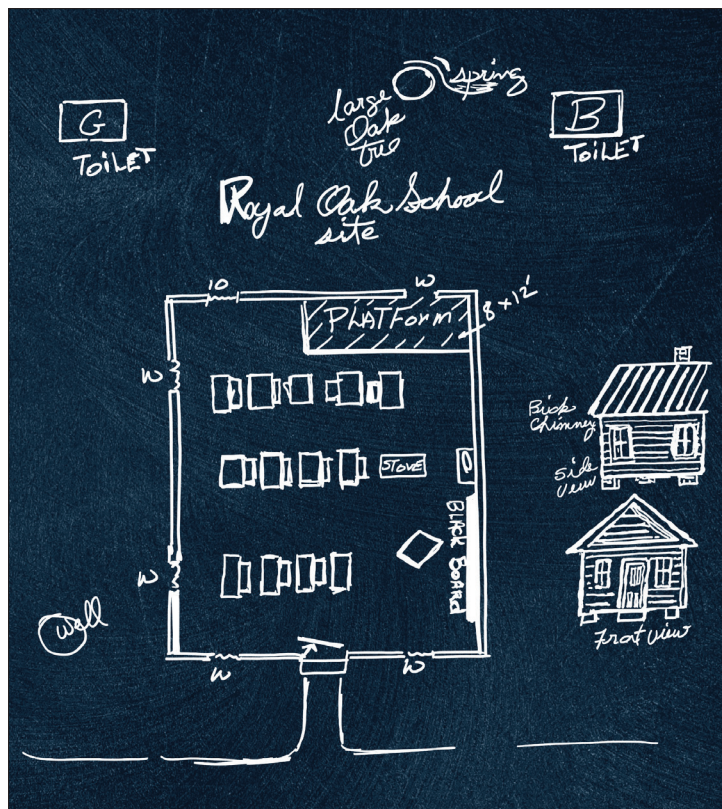 spring
large
Oak
tree
G
TOiLET
B
TOiLET
Royal Oak School
site
10
W
PLATForm
8 x 12'
W
Brick
Chimney
STOVE
Side
View
BLACK BOARD
W
Well
Front View
W
W